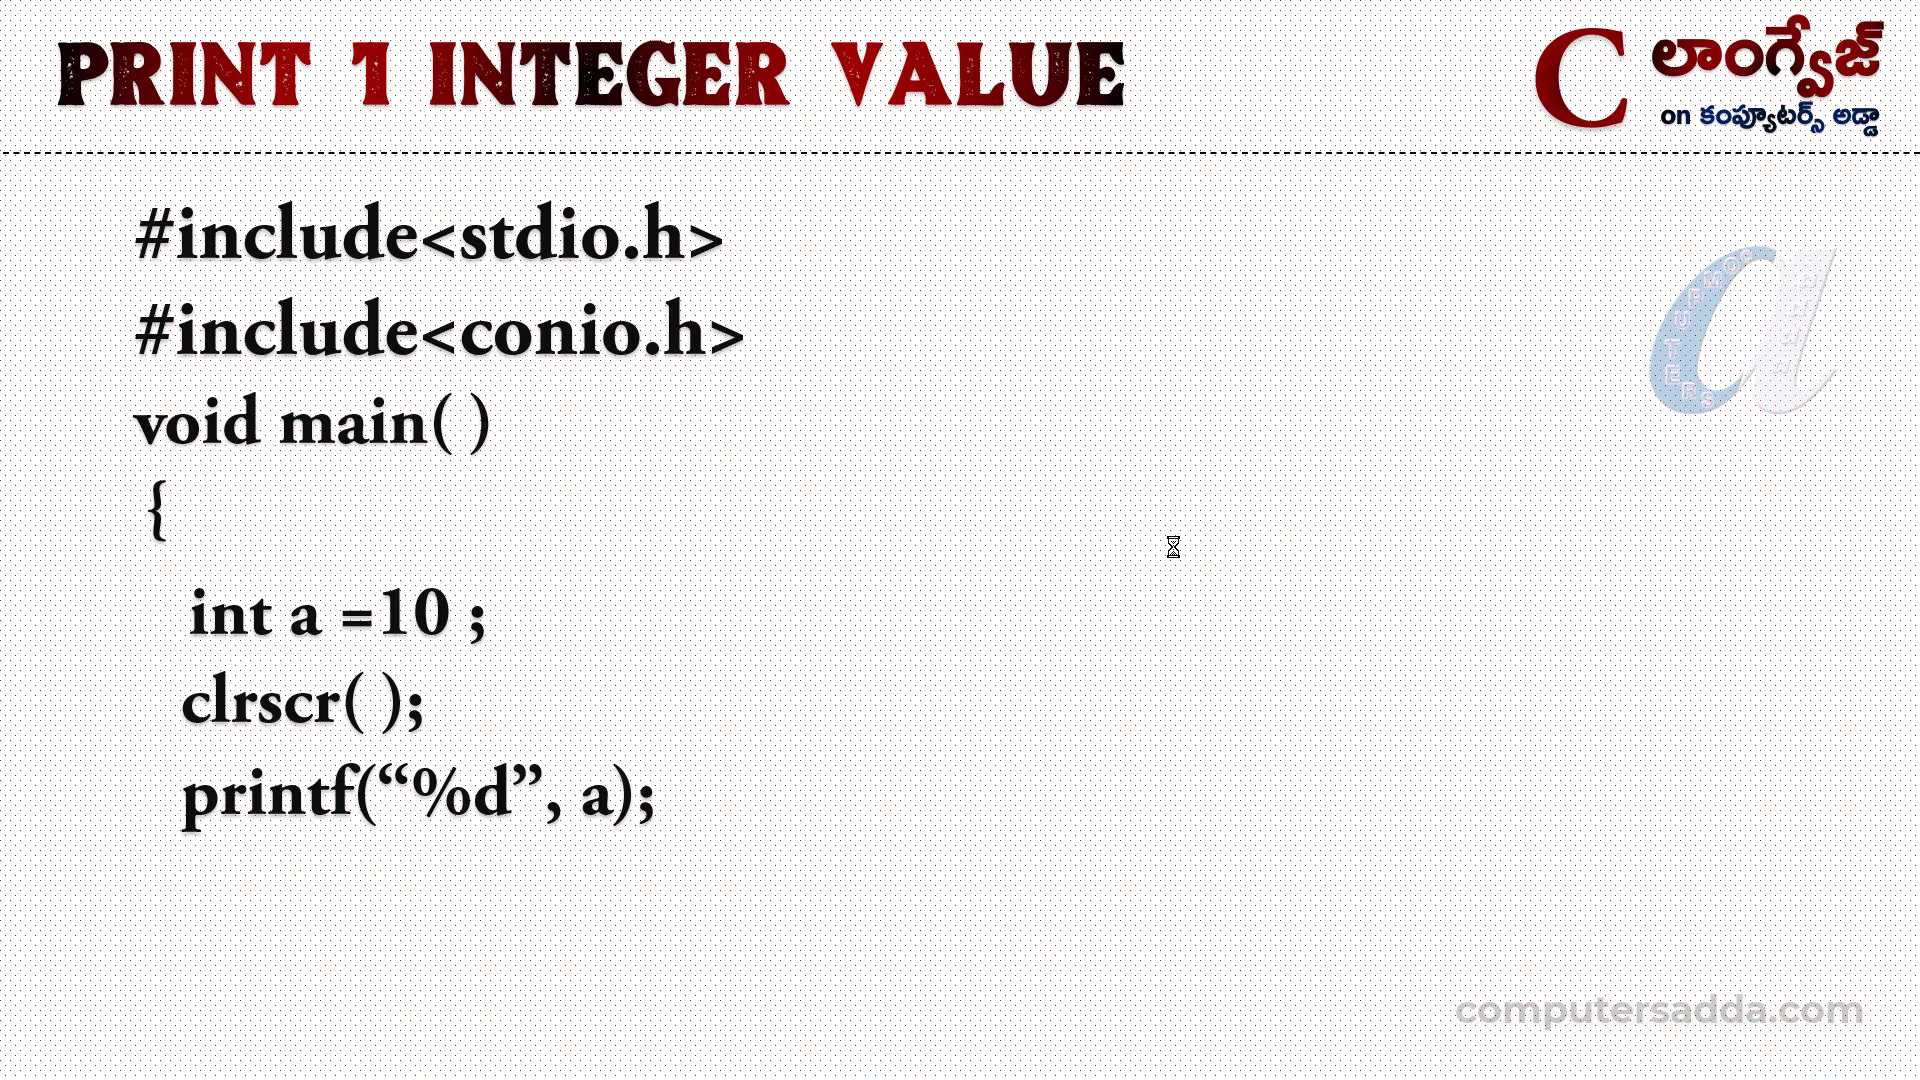 PRINT 1 INTEGER VALUE
C లాంగ్వేజ్
on కంప్యూటర్స్ అడ్డా
#include<stdio.h>
#include<conio.h>
void main( )
{
int a =10 ;
clrscr( );
printf(“%d”, a);
COMPUTERS
computersadda.com